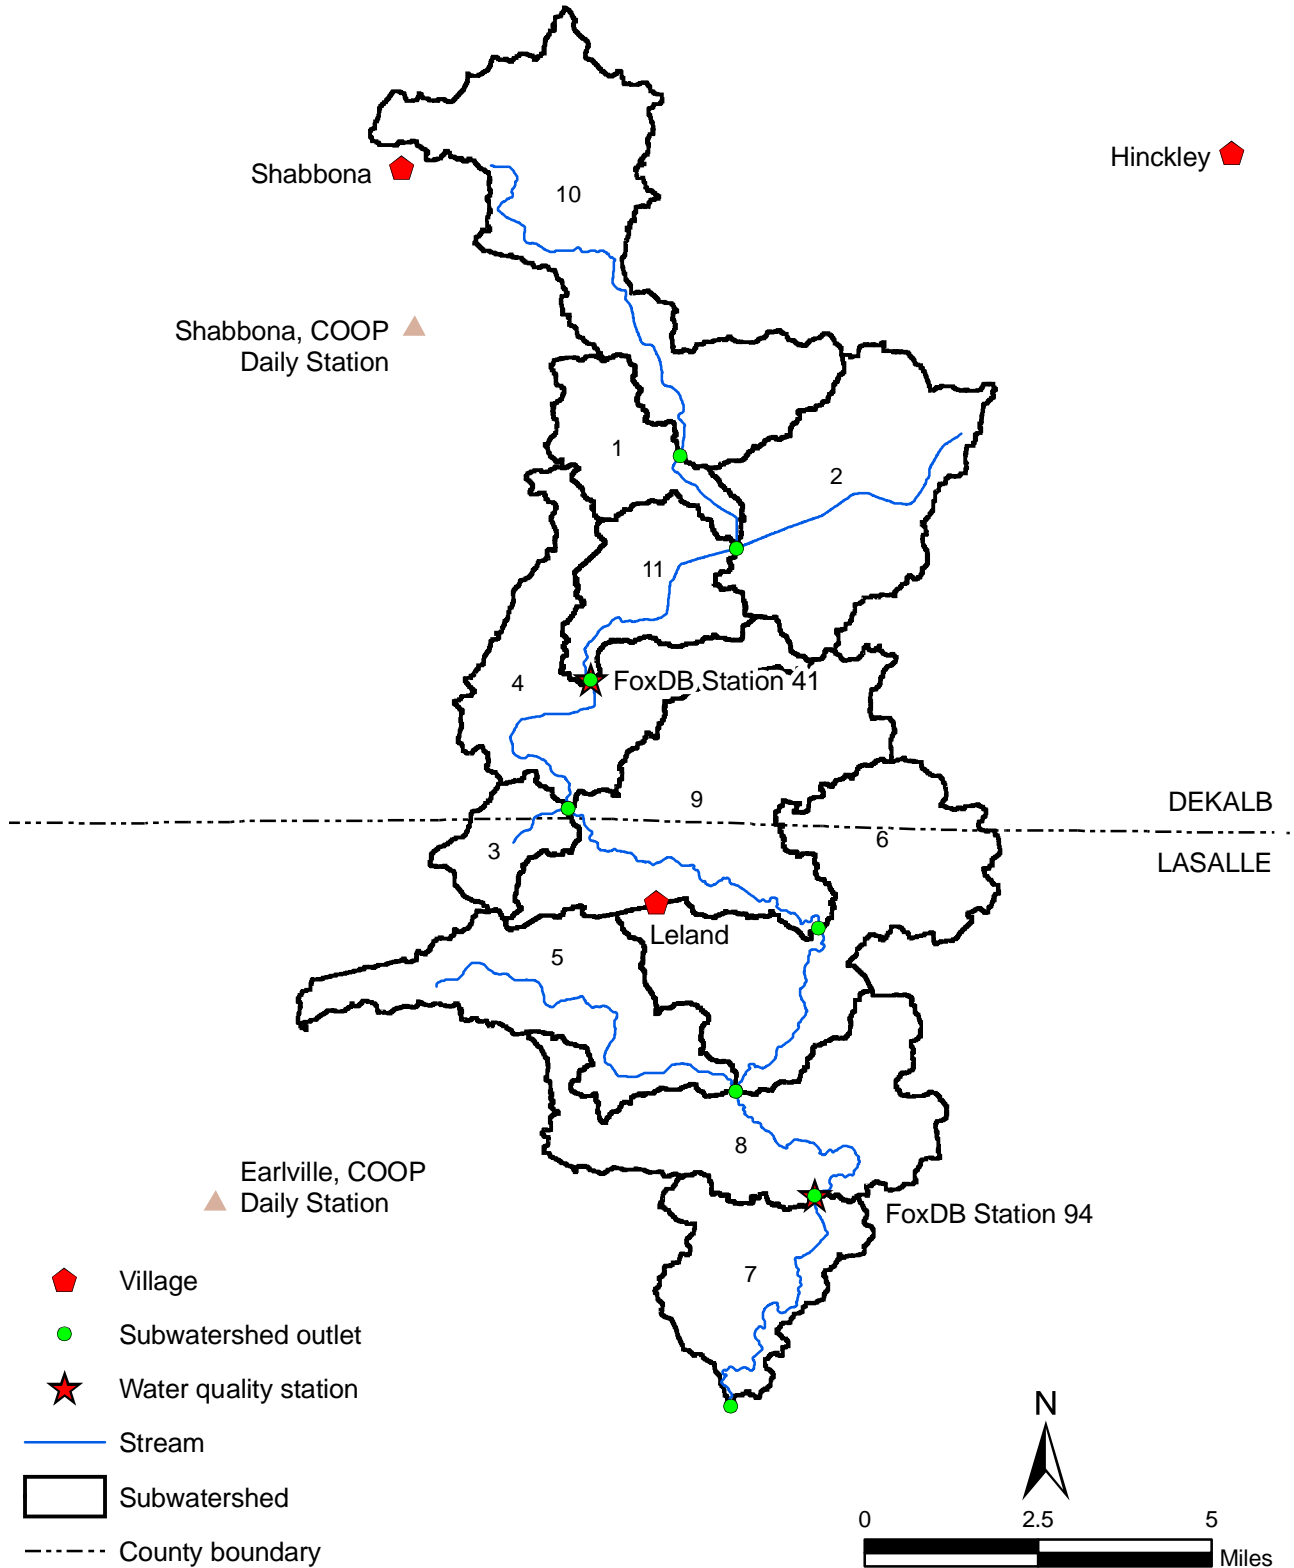 Shabbona
Hinckley
10
Shabbona, COOP
Daily Station
1
2
11
4
FoxDB Station 41
9
DEKALB
3
6
LASALLE
Leland
5
8
Earlville, COOP
Daily Station
FoxDB Station 94
7
Village
Subwatershed outlet
Water quality station
Stream
Subwatershed
County boundary
N
0 2.5 5
Miles